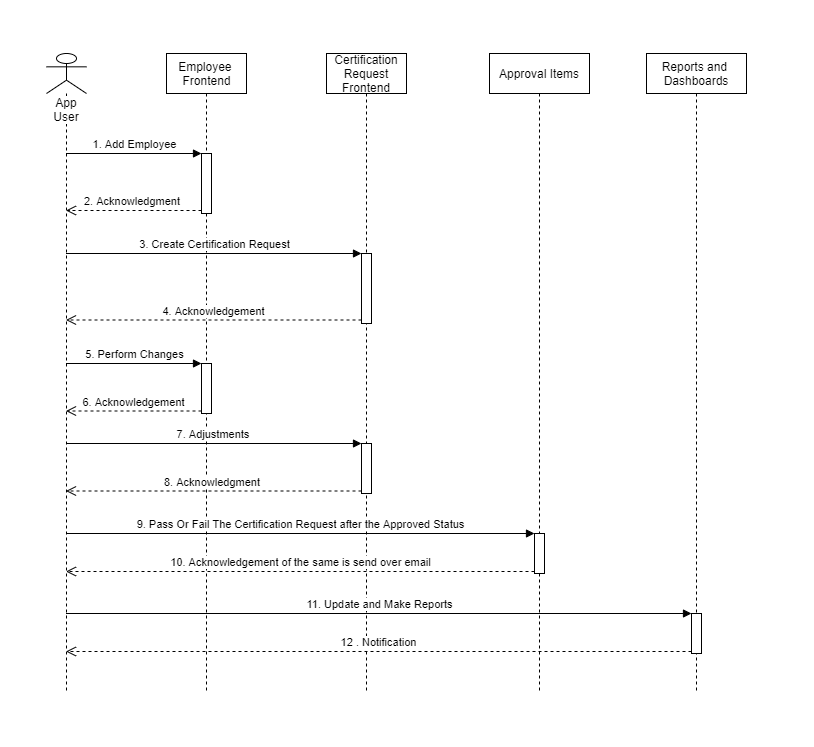 App
User
Employee
Frontend
Certification
Request
Frontend
Approval Items
Reports and
Dashboards
1. Add Employee
2. Acknowledgment
3. Create Certification Request
4. Acknowledgement
5. Perform Changes
6. Acknowledgement
7. Adjustments
8. Acknowledgment
9. Pass Or Fail The Certification Request after the Approved Status
10. Acknowledgement of the same is send over email
11. Update and Make Reports
12 . Notification